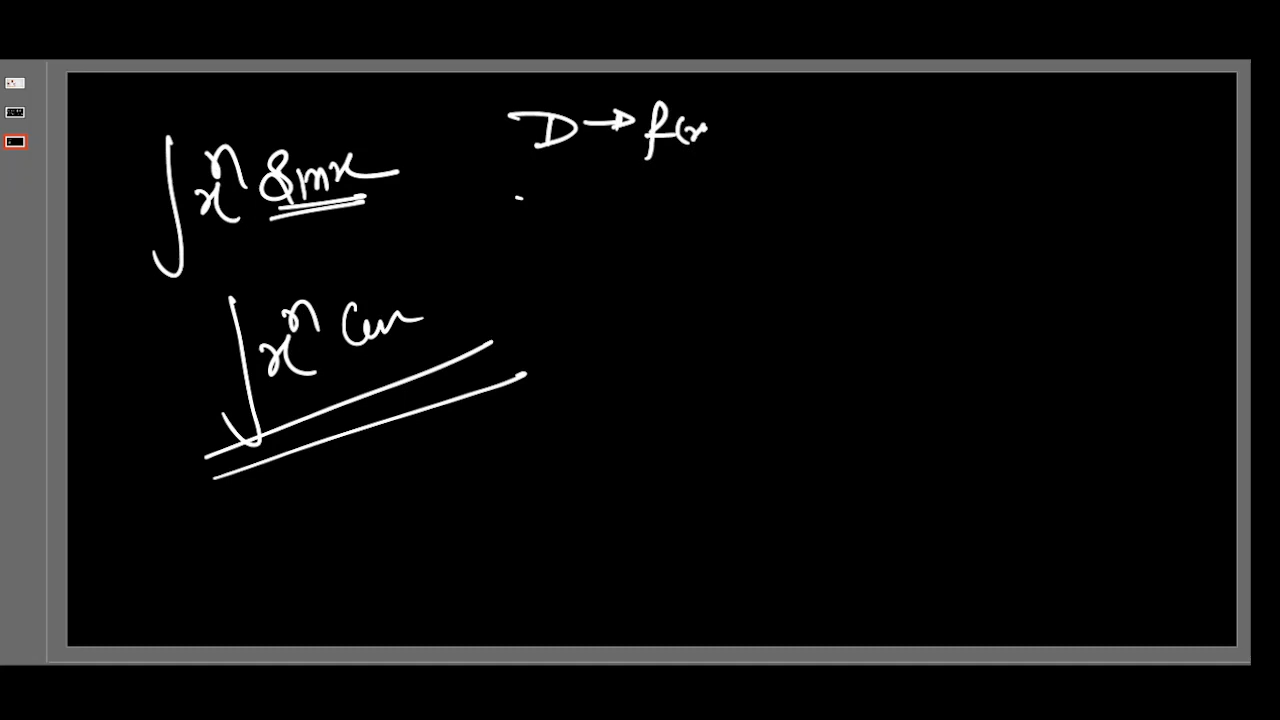 ∫ xⁿ sinx
D → f(x
∫ xⁿ cosx